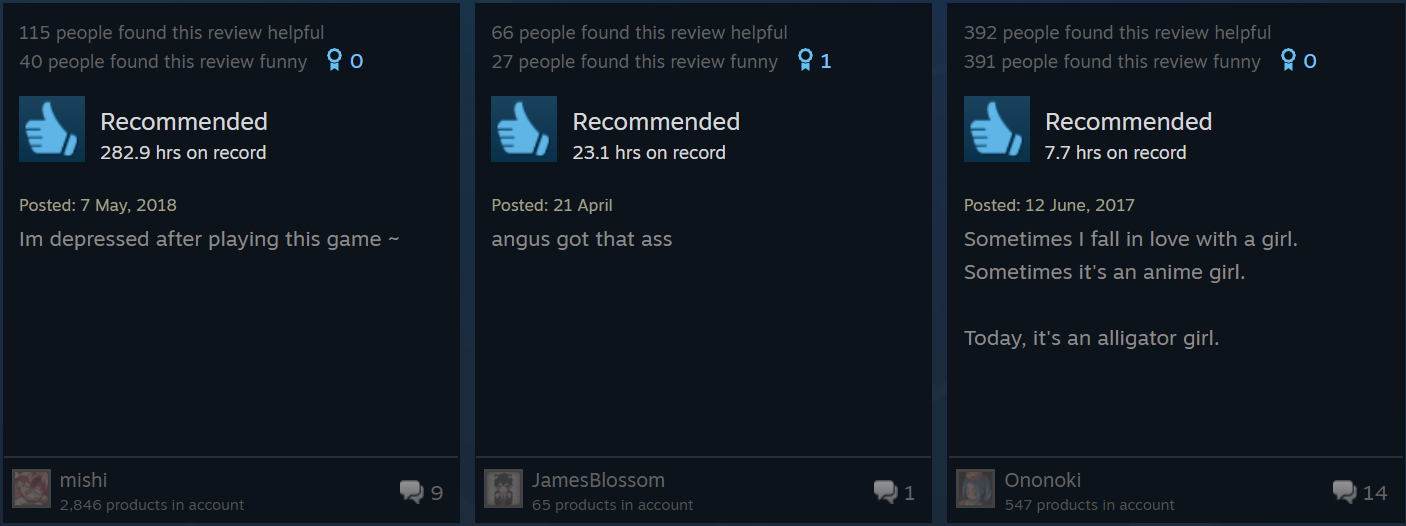 115 people found this review helpful
40 people found this review funny 0
Recommended
282.9 hrs on record
Posted: 7 May, 2018
Im depressed after playing this game ~
mishi
2,846 products in account
9
66 people found this review helpful
27 people found this review funny 1
Recommended
23.1 hrs on record
Posted: 21 April
angus got that ass
JamesBlossom
65 products in account
1
392 people found this review helpful
391 people found this review funny 0
Recommended
7.7 hrs on record
Posted: 12 June, 2017
Sometimes I fall in love with a girl.
Sometimes it's an anime girl.
Today, it's an alligator girl.
Ononoki
547 products in account
14